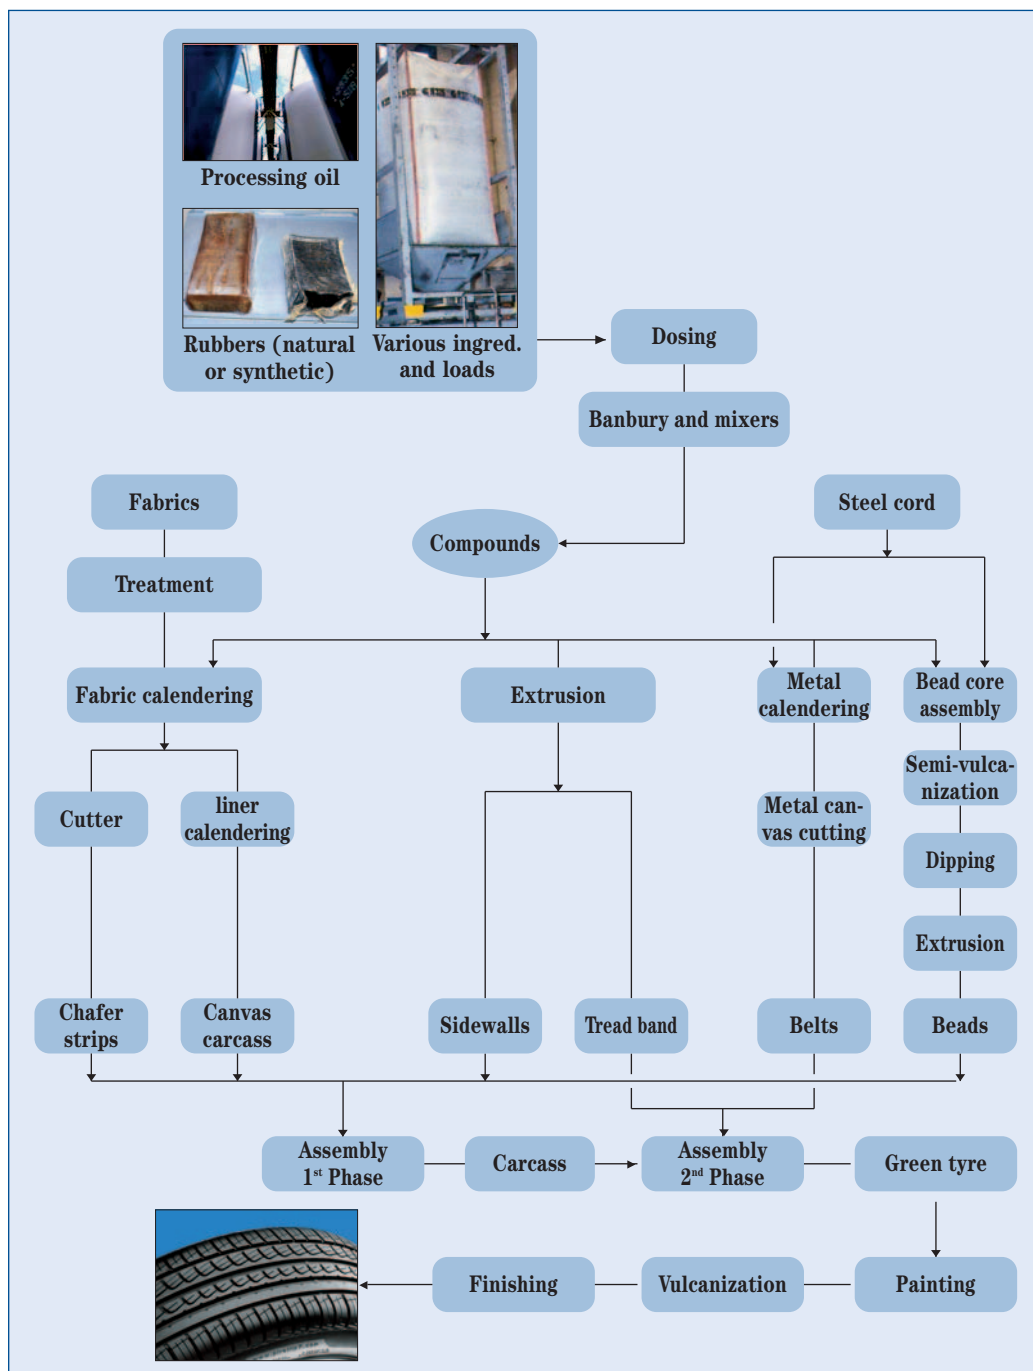 Processing oil
Rubbers (natural
or synthetic)
Various ingred.
and loads
Dosing
Banbury and mixers
Fabrics
Steel cord
Compounds
Treatment
Fabric calendering
Extrusion
Metal
calendering
Bead core
assembly
Semi-vulca-
nization
Cutter
liner
calendering
Metal can-
vas cutting
Dipping
Extrusion
Chafer
strips
Canvas
carcass
Sidewalls
Tread band
Belts
Beads
Assembly
1st Phase
Carcass
Assembly
2nd Phase
Green tyre
Finishing
Vulcanization
Painting